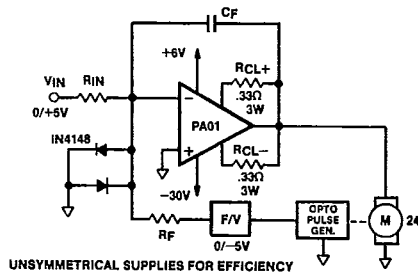 CF
+6V
RIN
VIN
0/+5V
RCL+
.33Ω
3W
IN4148
PA01
−
+
RCL−
.33Ω
3W
−30V
OPTO
PULSE
GEN.
M
24
F/V
RF
0/−5V
UNSYMMETRICAL SUPPLIES FOR EFFICIENCY